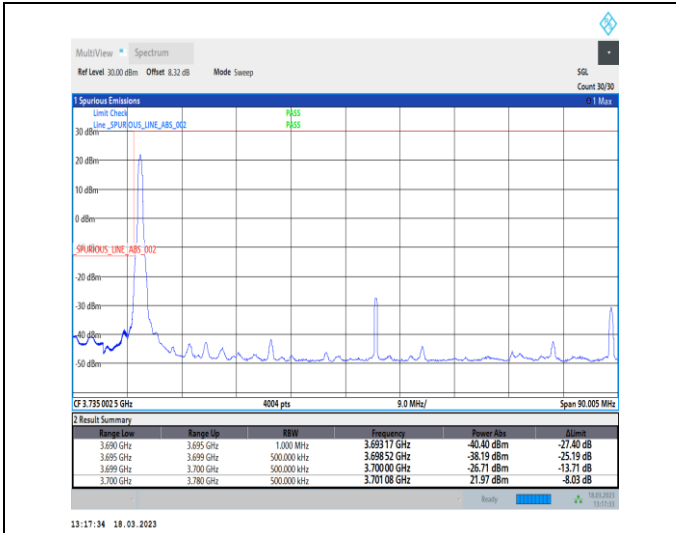 MultiView Spectrum
Ref Level 30.00 dBm Offset 8.32 dB Mode Sweep SGL
Count 30/30
1 Spurious Emissions 1 Max
Limit Check PASS
Line _SPURIOUS_LINE_ABS_002 PASS
30 dBm
20 dBm
10 dBm
0 dBm
_SPURIOUS_LINE_ABS_002
-20 dBm
-30 dBm
-40 dBm
-50 dBm
CF 3.735 002 5 GHz 4004 pts 9.0 MHz/ Span 90.005 MHz
2 Result Summary
Range Low Range Up RBW Frequency Power Abs ΔLimit
3.690 GHz 3.695 GHz 1.000 MHz 3.693 17 GHz -40.40 dBm -27.40 dB
3.695 GHz 3.699 GHz 500.000 kHz 3.698 52 GHz -38.19 dBm -25.19 dB
3.699 GHz 3.700 GHz 500.000 kHz 3.700 00 GHz -26.71 dBm -13.71 dB
3.700 GHz 3.780 GHz 500.000 kHz 3.701 08 GHz 21.97 dBm -8.03 dB
Ready 18.03.2023
13:17:33
13:17:34 18.03.2023